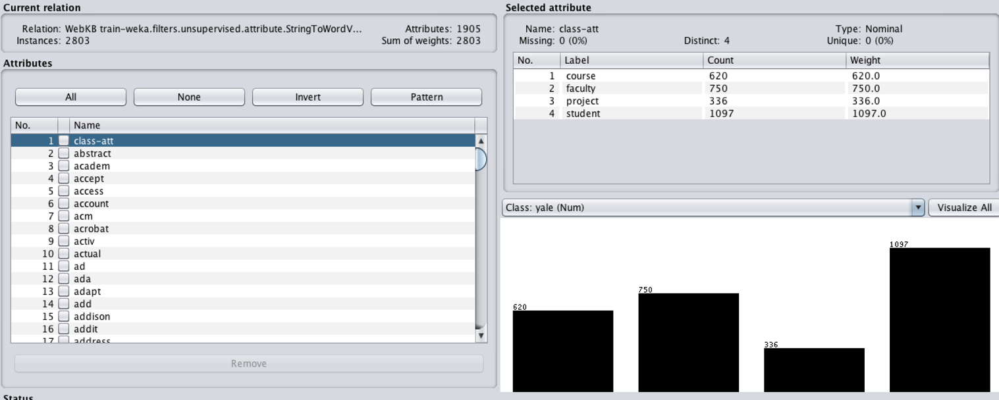 Current relation
Relation: WebKB train-weka.filters.unsupervised.attribute.StringToWordV... Attributes: 1905
Instances: 2803 Sum of weights: 2803
Attributes
All None Invert Pattern
No. Name
1 class-att
2 abstract
3 academ
4 accept
5 access
6 account
7 acm
8 acrobat
9 activ
10 actual
11 ad
12 ada
13 adapt
14 add
15 addison
16 addit
17 address
Remove
Status
Selected attribute
Name: class-att Type: Nominal
Missing: 0 (0%) Distinct: 4 Unique: 0 (0%)
No. Label Count Weight
1 course 620 620.0
2 faculty 750 750.0
3 project 336 336.0
4 student 1097 1097.0
Class: yale (Num) Visualize All
620 750 336 1097